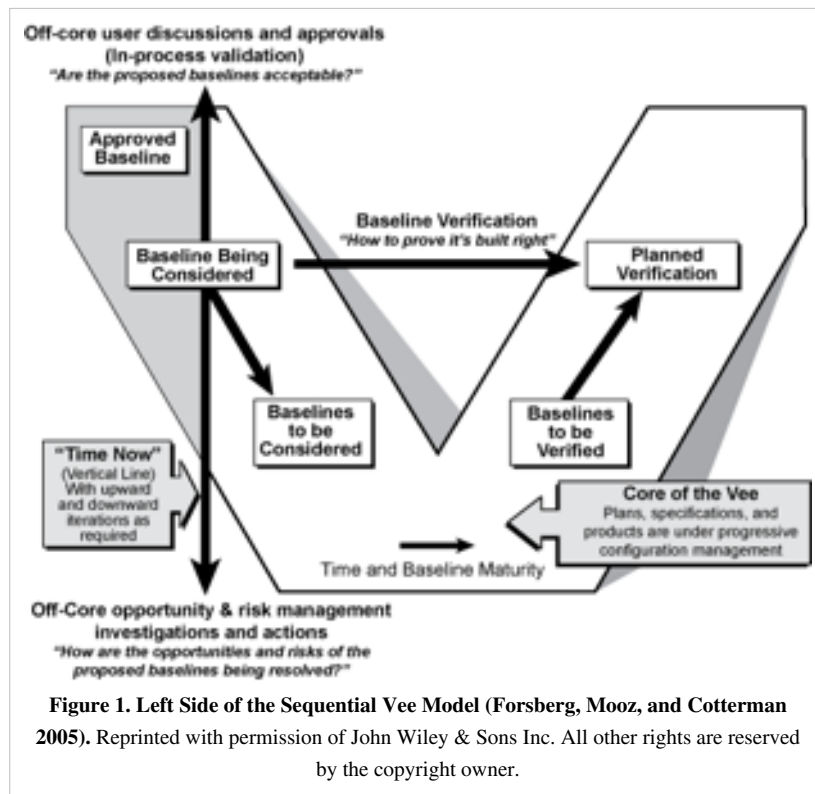 Off-core user discussions and approvals
(In-process validation)
"Are the proposed baselines acceptable?"
Approved
Baseline
Baseline Verification
"How to prove it's built right"
Baseline Being
Considered
Planned
Verification
Baselines
to be
Considered
Baselines
to be
Verified
"Time Now"
(Vertical Line)
With upward
and downward
iterations as
required
Core of the Vee
Plans, specifications, and
products are under progressive
configuration management
Time and Baseline Maturity
Off-Core opportunity & risk management
investigations and actions
"How are the opportunities and risks of the
proposed baselines being resolved?"
Figure 1. Left Side of the Sequential Vee Model (Forsberg, Mooz, and Cotterman
2005). Reprinted with permission of John Wiley & Sons Inc. All other rights are reserved
by the copyright owner.